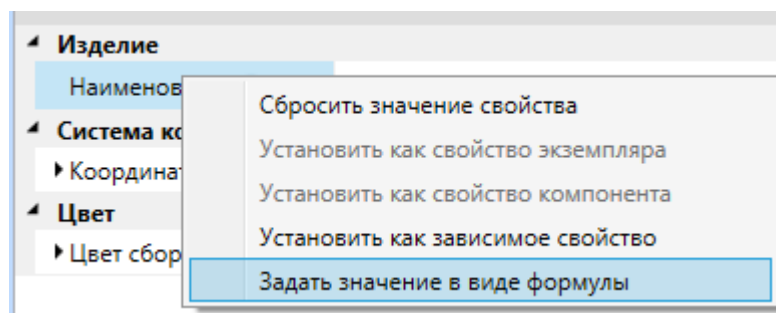 Изделие
Наименов
Сбросить значение свойства
Система ко
Установить как свойство экземпляра
Координат
Установить как свойство компонента
Цвет
Установить как зависимое свойство
Цвет сбор
Задать значение в виде формулы